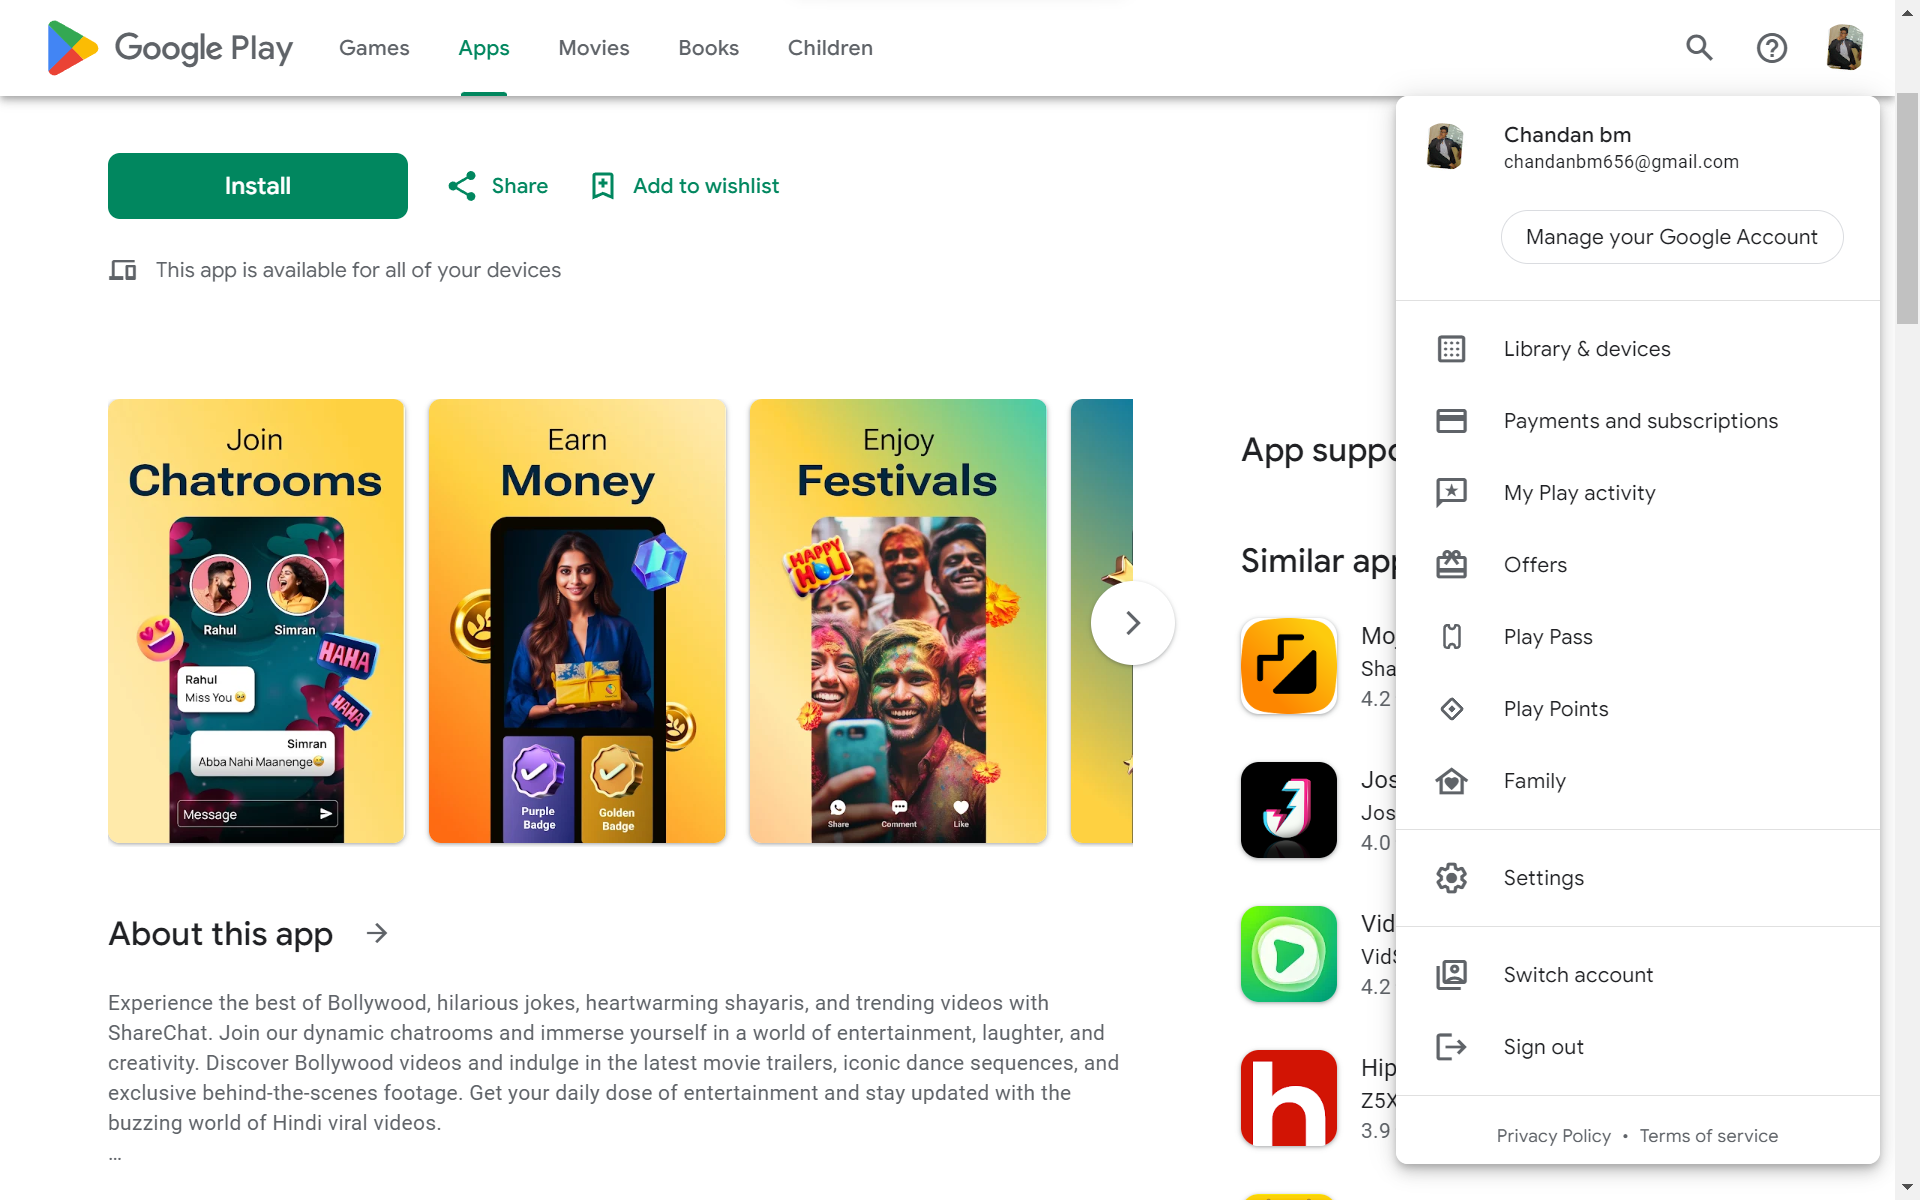 Google Play
Games
Apps
Movies
Books
Children
Install
Share
Add to wishlist
This app is available for all of your devices
Join
Chatrooms
Rahul
Simran
HAHA
HAHA
Rahul
Miss You 🥺
Simran
Abba Nahi Maanenge😅
Message
Earn
Money
Purple
Badge
Golden
Badge
Enjoy
Festivals
HAPPY
HOLI
Share
Comment
Like
About this app
Experience the best of Bollywood, hilarious jokes, heartwarming shayaris, and trending videos with
ShareChat. Join our dynamic chatrooms and immerse yourself in a world of entertainment, laughter, and
creativity. Discover Bollywood videos and indulge in the latest movie trailers, iconic dance sequences, and
exclusive behind-the-scenes footage. Get your daily dose of entertainment and stay updated with the
buzzing world of Hindi viral videos.
...
App suppo
Similar app
Moj
Sha
4.2
Jos
Jos
4.0
Vid
VidS
4.2
h
Hip
Z5X
3.9
Chandan bm
chandanbm656@gmail.com
Manage your Google Account
Library & devices
Payments and subscriptions
My Play activity
Offers
Play Pass
Play Points
Family
Settings
Switch account
Sign out
Privacy Policy • Terms of service